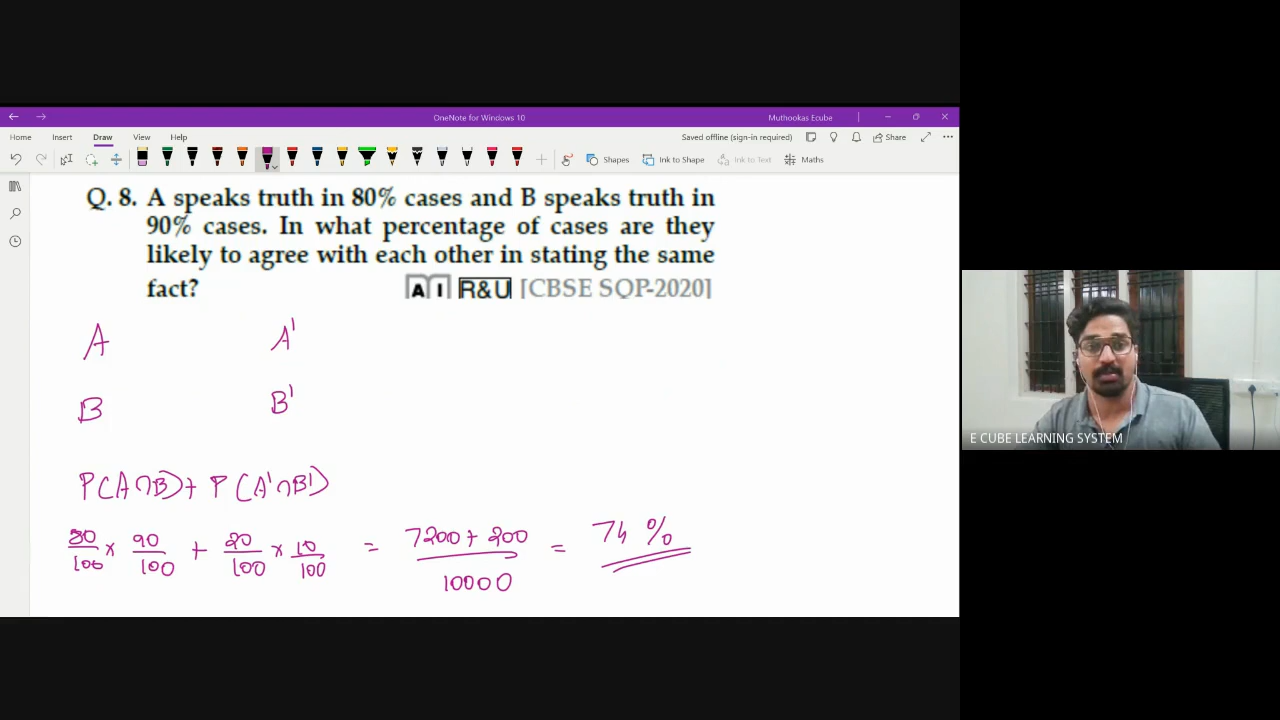 OneNote for Windows 10
Muthookas Ecube
Home Insert Draw View Help
Saved offline (sign-in required)
Share
Shapes
Ink to Shape
Ink to Text
Maths
Q. 8. A speaks truth in 80% cases and B speaks truth in
90% cases. In what percentage of cases are they
likely to agree with each other in stating the same
fact? AI R&U [CBSE SQP-2020]
A A'
B B'
P(A∩B) + P(A'∩B')
80/100 × 90/100 + 20/100 × 10/100 = 7200 + 200/10000 = 74 %
E CUBE LEARNING SYSTEM